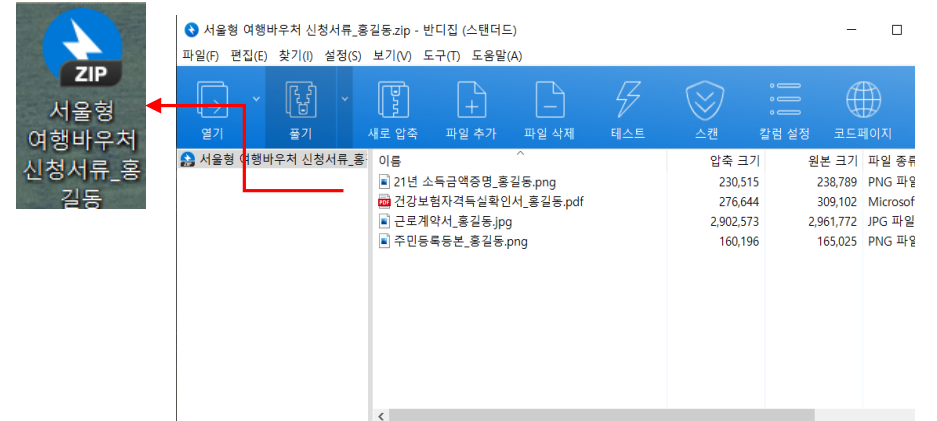 ZIP
서울형
여행바우처
신청서류_홍
길동
서울형 여행바우처 신청서류_홍길동.zip - 반디집 (스탠더드)
파일(F) 편집(E) 찾기(I) 설정(S) 보기(V) 도구(T) 도움말(A)
열기 풀기 새로 압축 파일 추가 파일 삭제 테스트 스캔 칼럼 설정 코드페이지
서울형 여행바우처 신청서류_홍
이름 압축 크기 원본 크기 파일 종류
21년 소득금액증명_홍길동.png 230,515 238,789 PNG 파일
건강보험자격득실확인서_홍길동.pdf 276,644 309,102 Microsof
근로계약서_홍길동.jpg 2,902,573 2,961,772 JPG 파일
주민등록등본_홍길동.png 160,196 165,025 PNG 파일